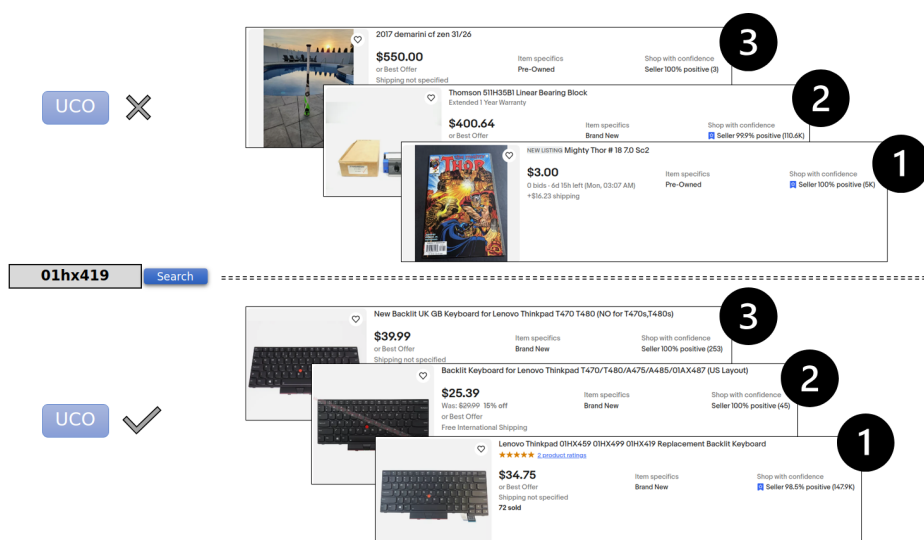 3
2017 demarini cf zen 31/26
$550.00
or Best Offer
Shipping not specified
Item specifics
Pre-Owned
Shop with confidence
Seller 100% positive (3)
UCO
2
Thomson 511H35B1 Linear Bearing Block
Extended 1 Year Warranty
$400.64
or Best Offer
Item specifics
Brand New
Shop with confidence
Seller 99.9% positive (110.6K)
1
NEW LISTING Mighty Thor # 18 7.0 Sc2
$3.00
0 bids · 6d 15h left (Mon, 03:07 AM)
+$16.23 shipping
Item specifics
Pre-Owned
Shop with confidence
Seller 100% positive (5K)
THOR
01hx419
Search
3
New Backlit UK GB Keyboard for Lenovo Thinkpad T470 T480 (NO for T470s,T480s)
$39.99
or Best Offer
Shipping not specified
Item specifics
Brand New
Shop with confidence
Seller 100% positive (253)
2
Backlit Keyboard for Lenovo Thinkpad T470/T480/A475/A485/01AX487 (US Layout)
$25.39
Was: $29.99 15% off
or Best Offer
Free International Shipping
Item specifics
Brand New
Shop with confidence
Seller 100% positive (45)
UCO
1
Lenovo Thinkpad 01HX459 01HX499 01HX419 Replacement Backlit Keyboard
2 product ratings
$34.75
or Best Offer
Shipping not specified
72 sold
Item specifics
Brand New
Shop with confidence
Seller 98.5% positive (147.9K)